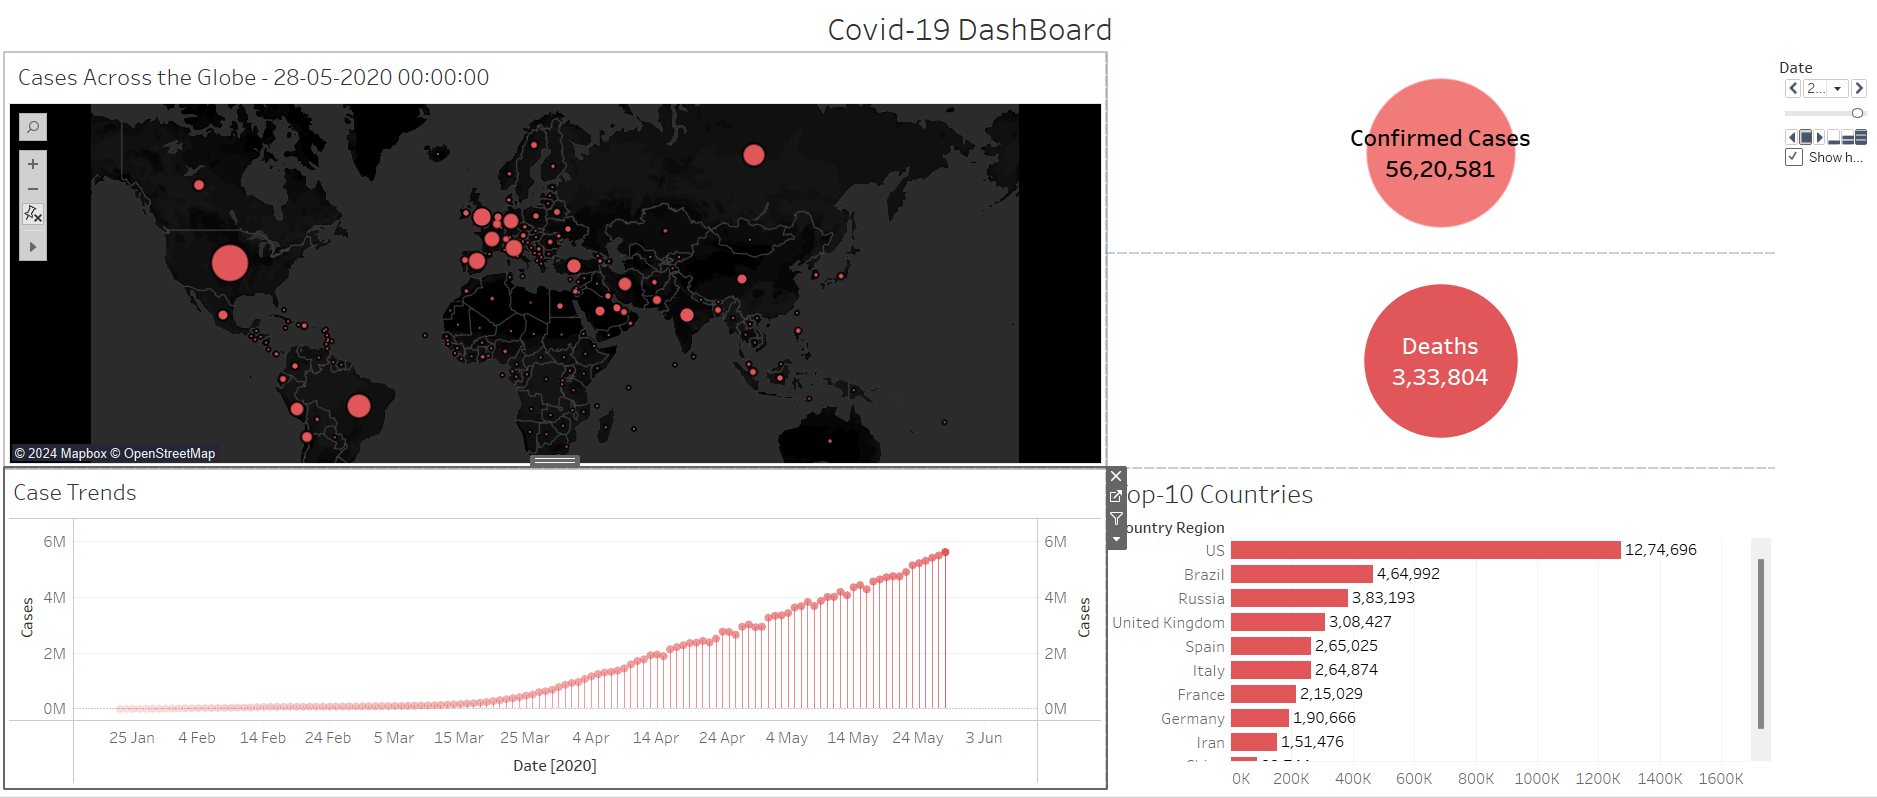 Covid-19 DashBoard
Cases Across the Globe - 28-05-2020 00:00:00
© 2024 Mapbox © OpenStreetMap
Confirmed Cases
56,20,581
Deaths
3,33,804
Date
2...
Show h...
Case Trends
6M
4M
2M
0M
Cases
6M
4M
2M
0M
Cases
25 Jan 4 Feb 14 Feb 24 Feb 5 Mar 15 Mar 25 Mar 4 Apr 14 Apr 24 Apr 4 May 14 May 24 May 3 Jun
Date [2020]
op-10 Countries
ountry Region
US 12,74,696
Brazil 4,64,992
Russia 3,83,193
United Kingdom 3,08,427
Spain 2,65,025
Italy 2,64,874
France 2,15,029
Germany 1,90,666
Iran 1,51,476
0K 200K 400K 600K 800K 1000K 1200K 1400K 1600K